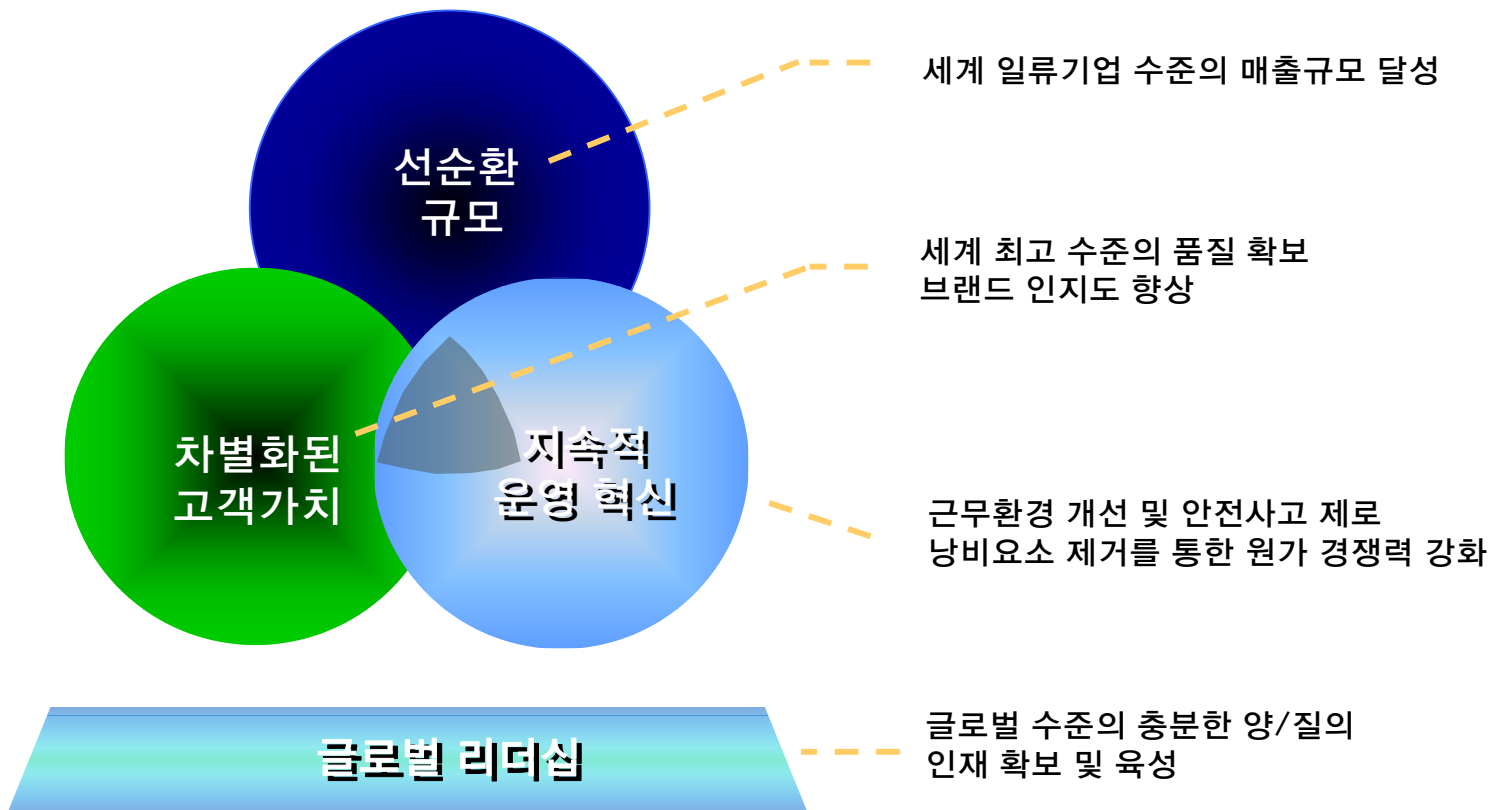 선순환
규모
세계 일류기업 수준의 매출규모 달성
차별화된
고객가치
세계 최고 수준의 품질 확보
브랜드 인지도 향상
지속적
운영 혁신
근무환경 개선 및 안전사고 제로
낭비요소 제거를 통한 원가 경쟁력 강화
글로벌 리더십
글로벌 수준의 충분한 양/질의
인재 확보 및 육성